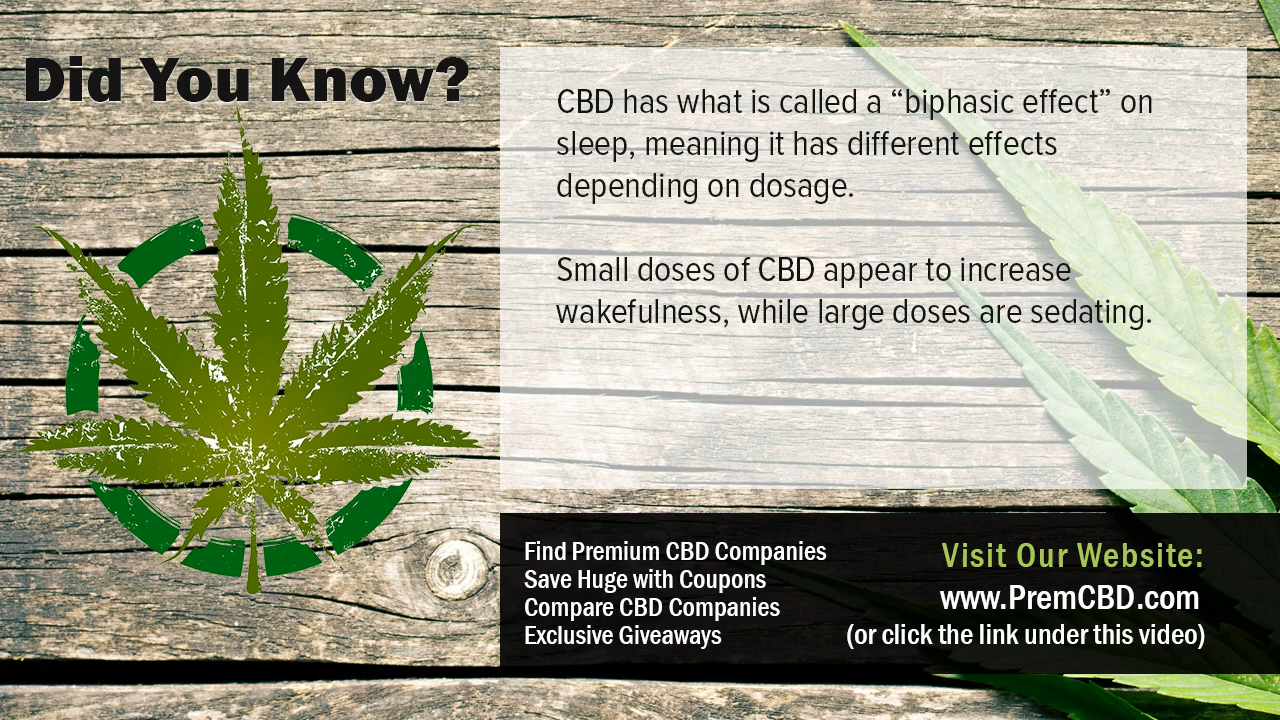 Did You Know?
CBD has what is called a “biphasic effect” on
sleep, meaning it has different effects
depending on dosage.
Small doses of CBD appear to increase
wakefulness, while large doses are sedating.
Find Premium CBD Companies
Save Huge with Coupons
Compare CBD Companies
Exclusive Giveaways
Visit Our Website:
www.PremCBD.com
(or click the link under this video)